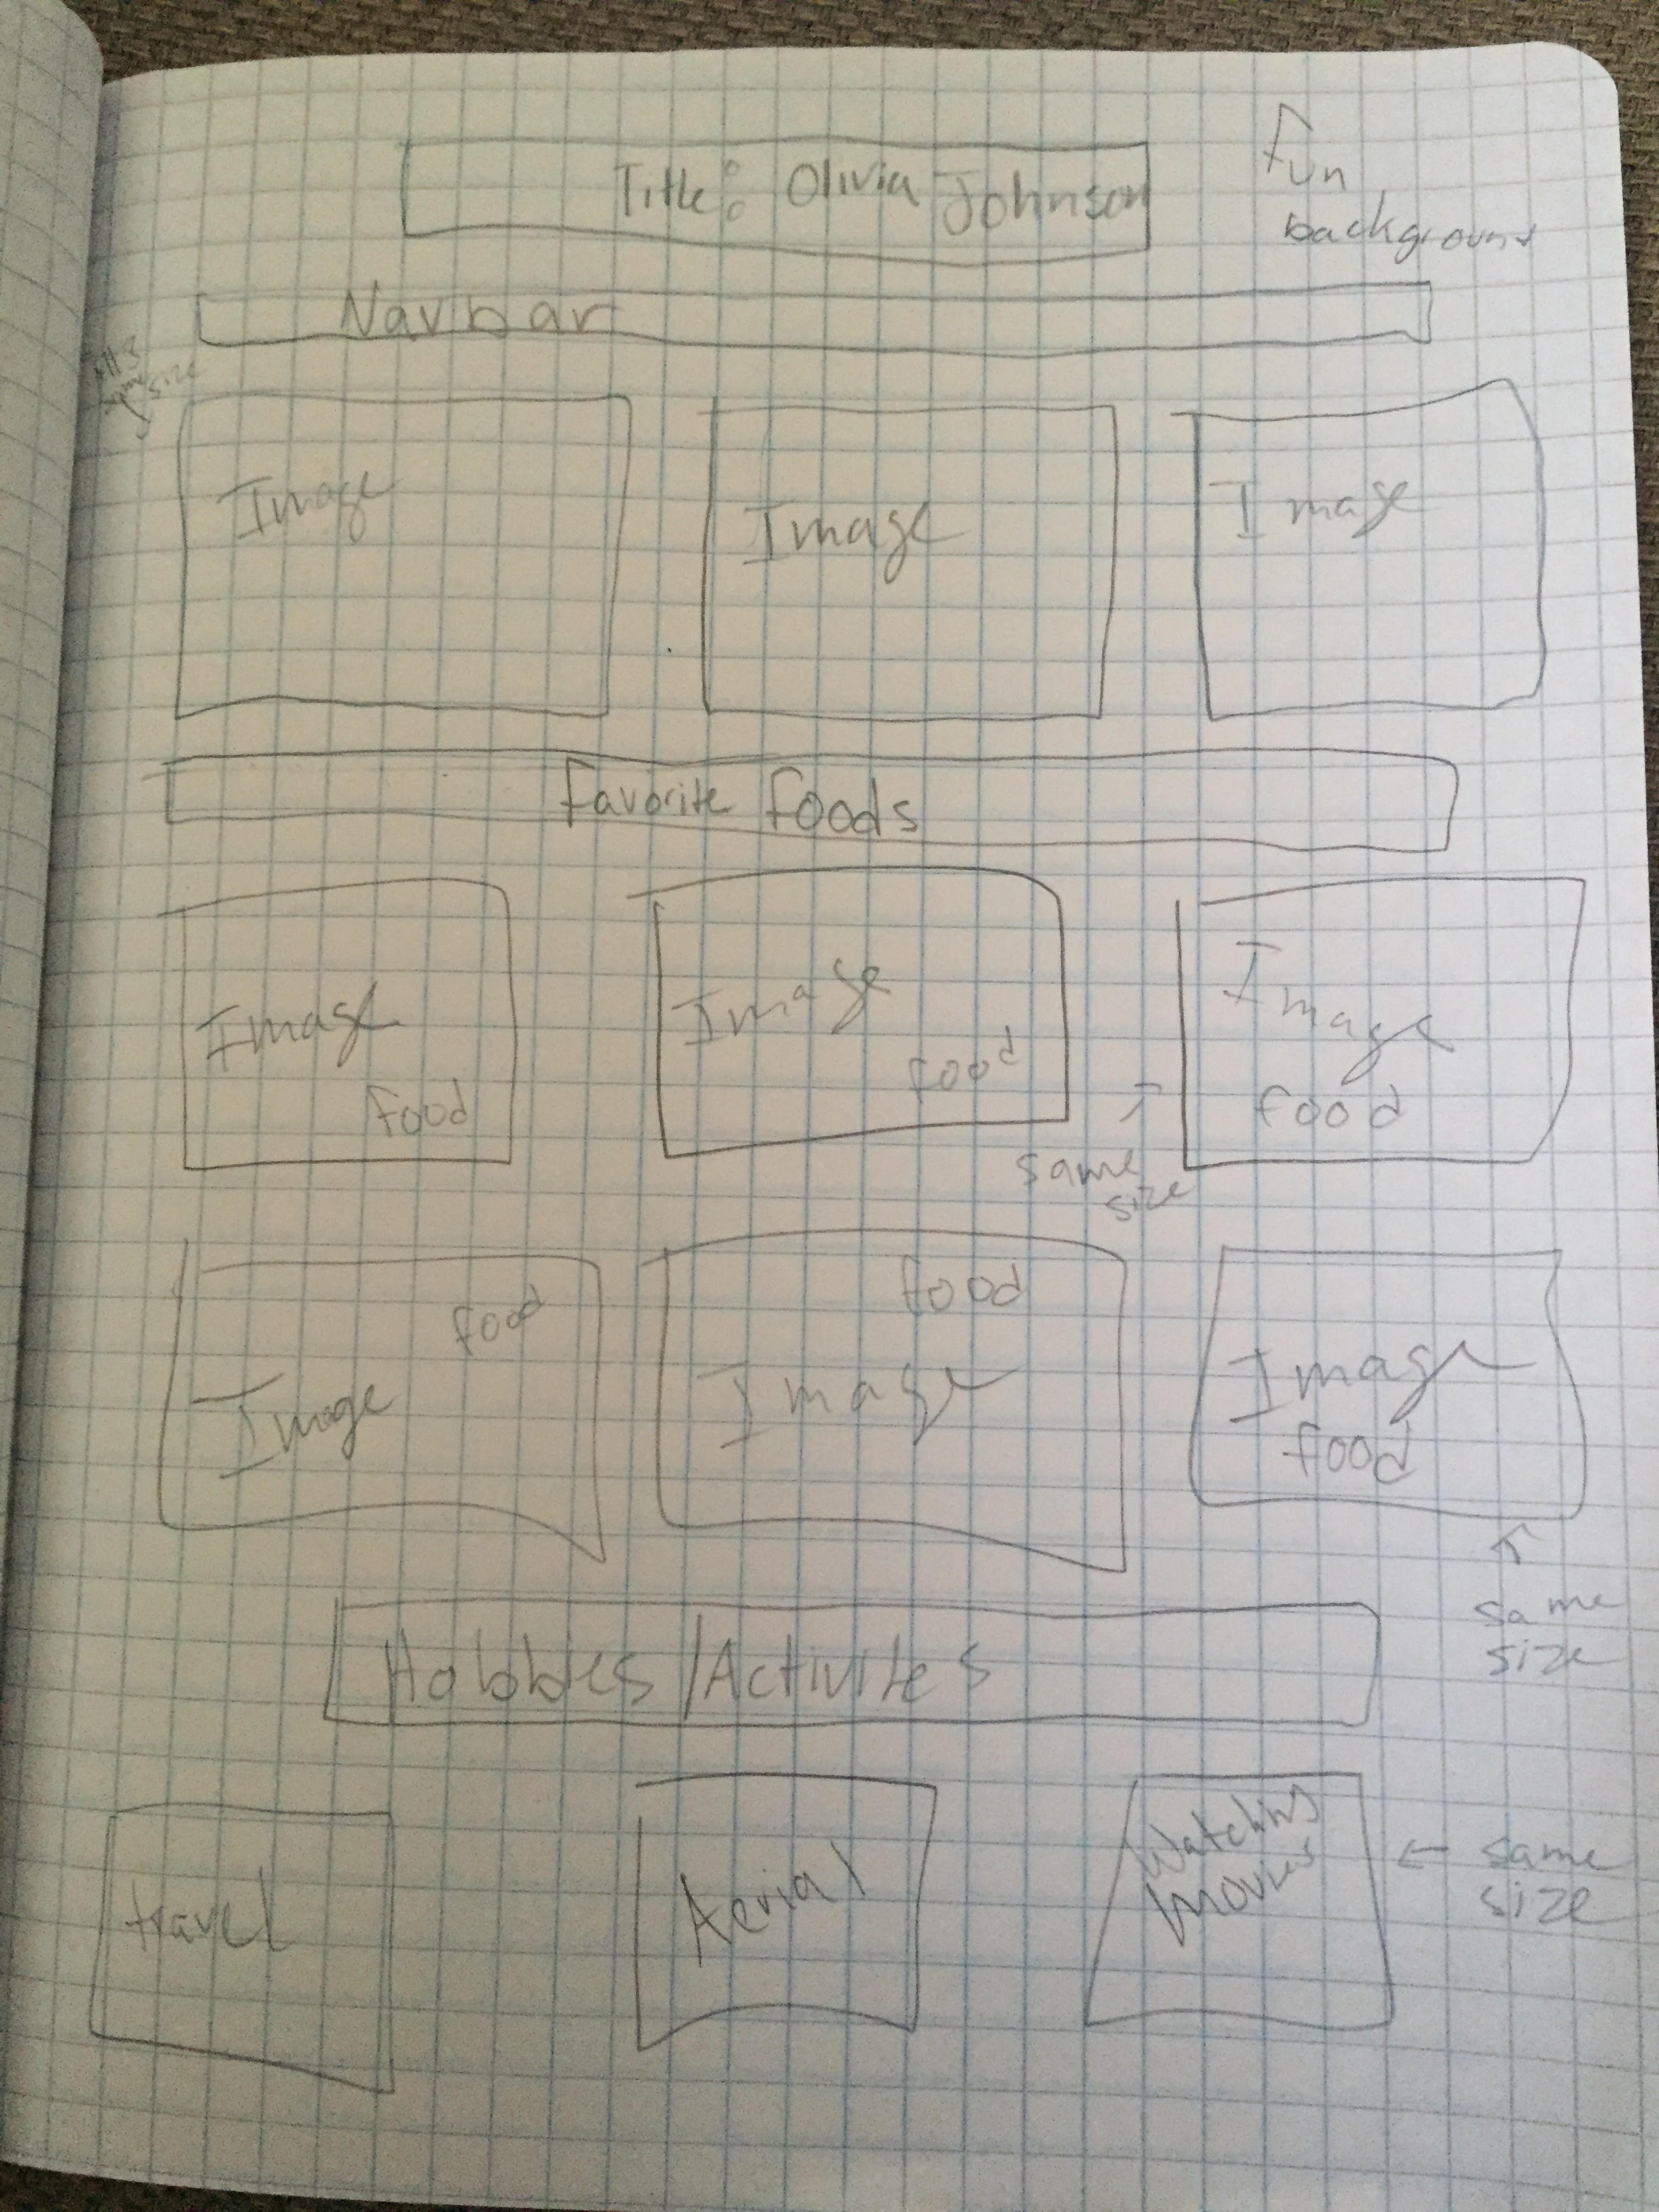 Title: Olivia Johnson
fun
background
Navbar
all 3
same size
Image
Image
Image
Favorite Foods
Image
food
Image
food
Image
food
same
size
food
Image
food
Image
Image
food
same
size
Hobbies/Activites
travel
Aerial
Watching
Movies
same
size